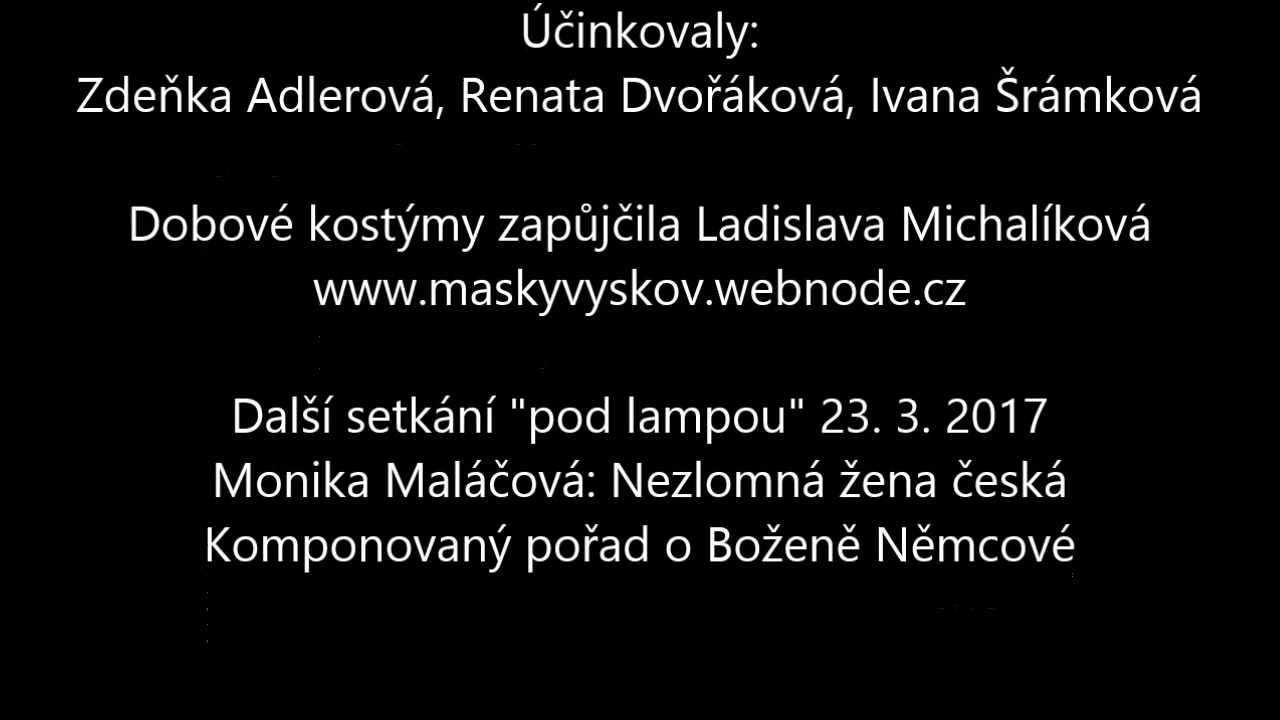 Účinkovaly:
Zdeňka Adlerová, Renata Dvořáková, Ivana Šrámková
Dobové kostýmy zapůjčila Ladislava Michalíková
www.maskyvyskov.webnode.cz
Další setkání "pod lampou" 23. 3. 2017
Monika Maláčová: Nezlomná žena česká
Komponovaný pořad o Boženě Němcové